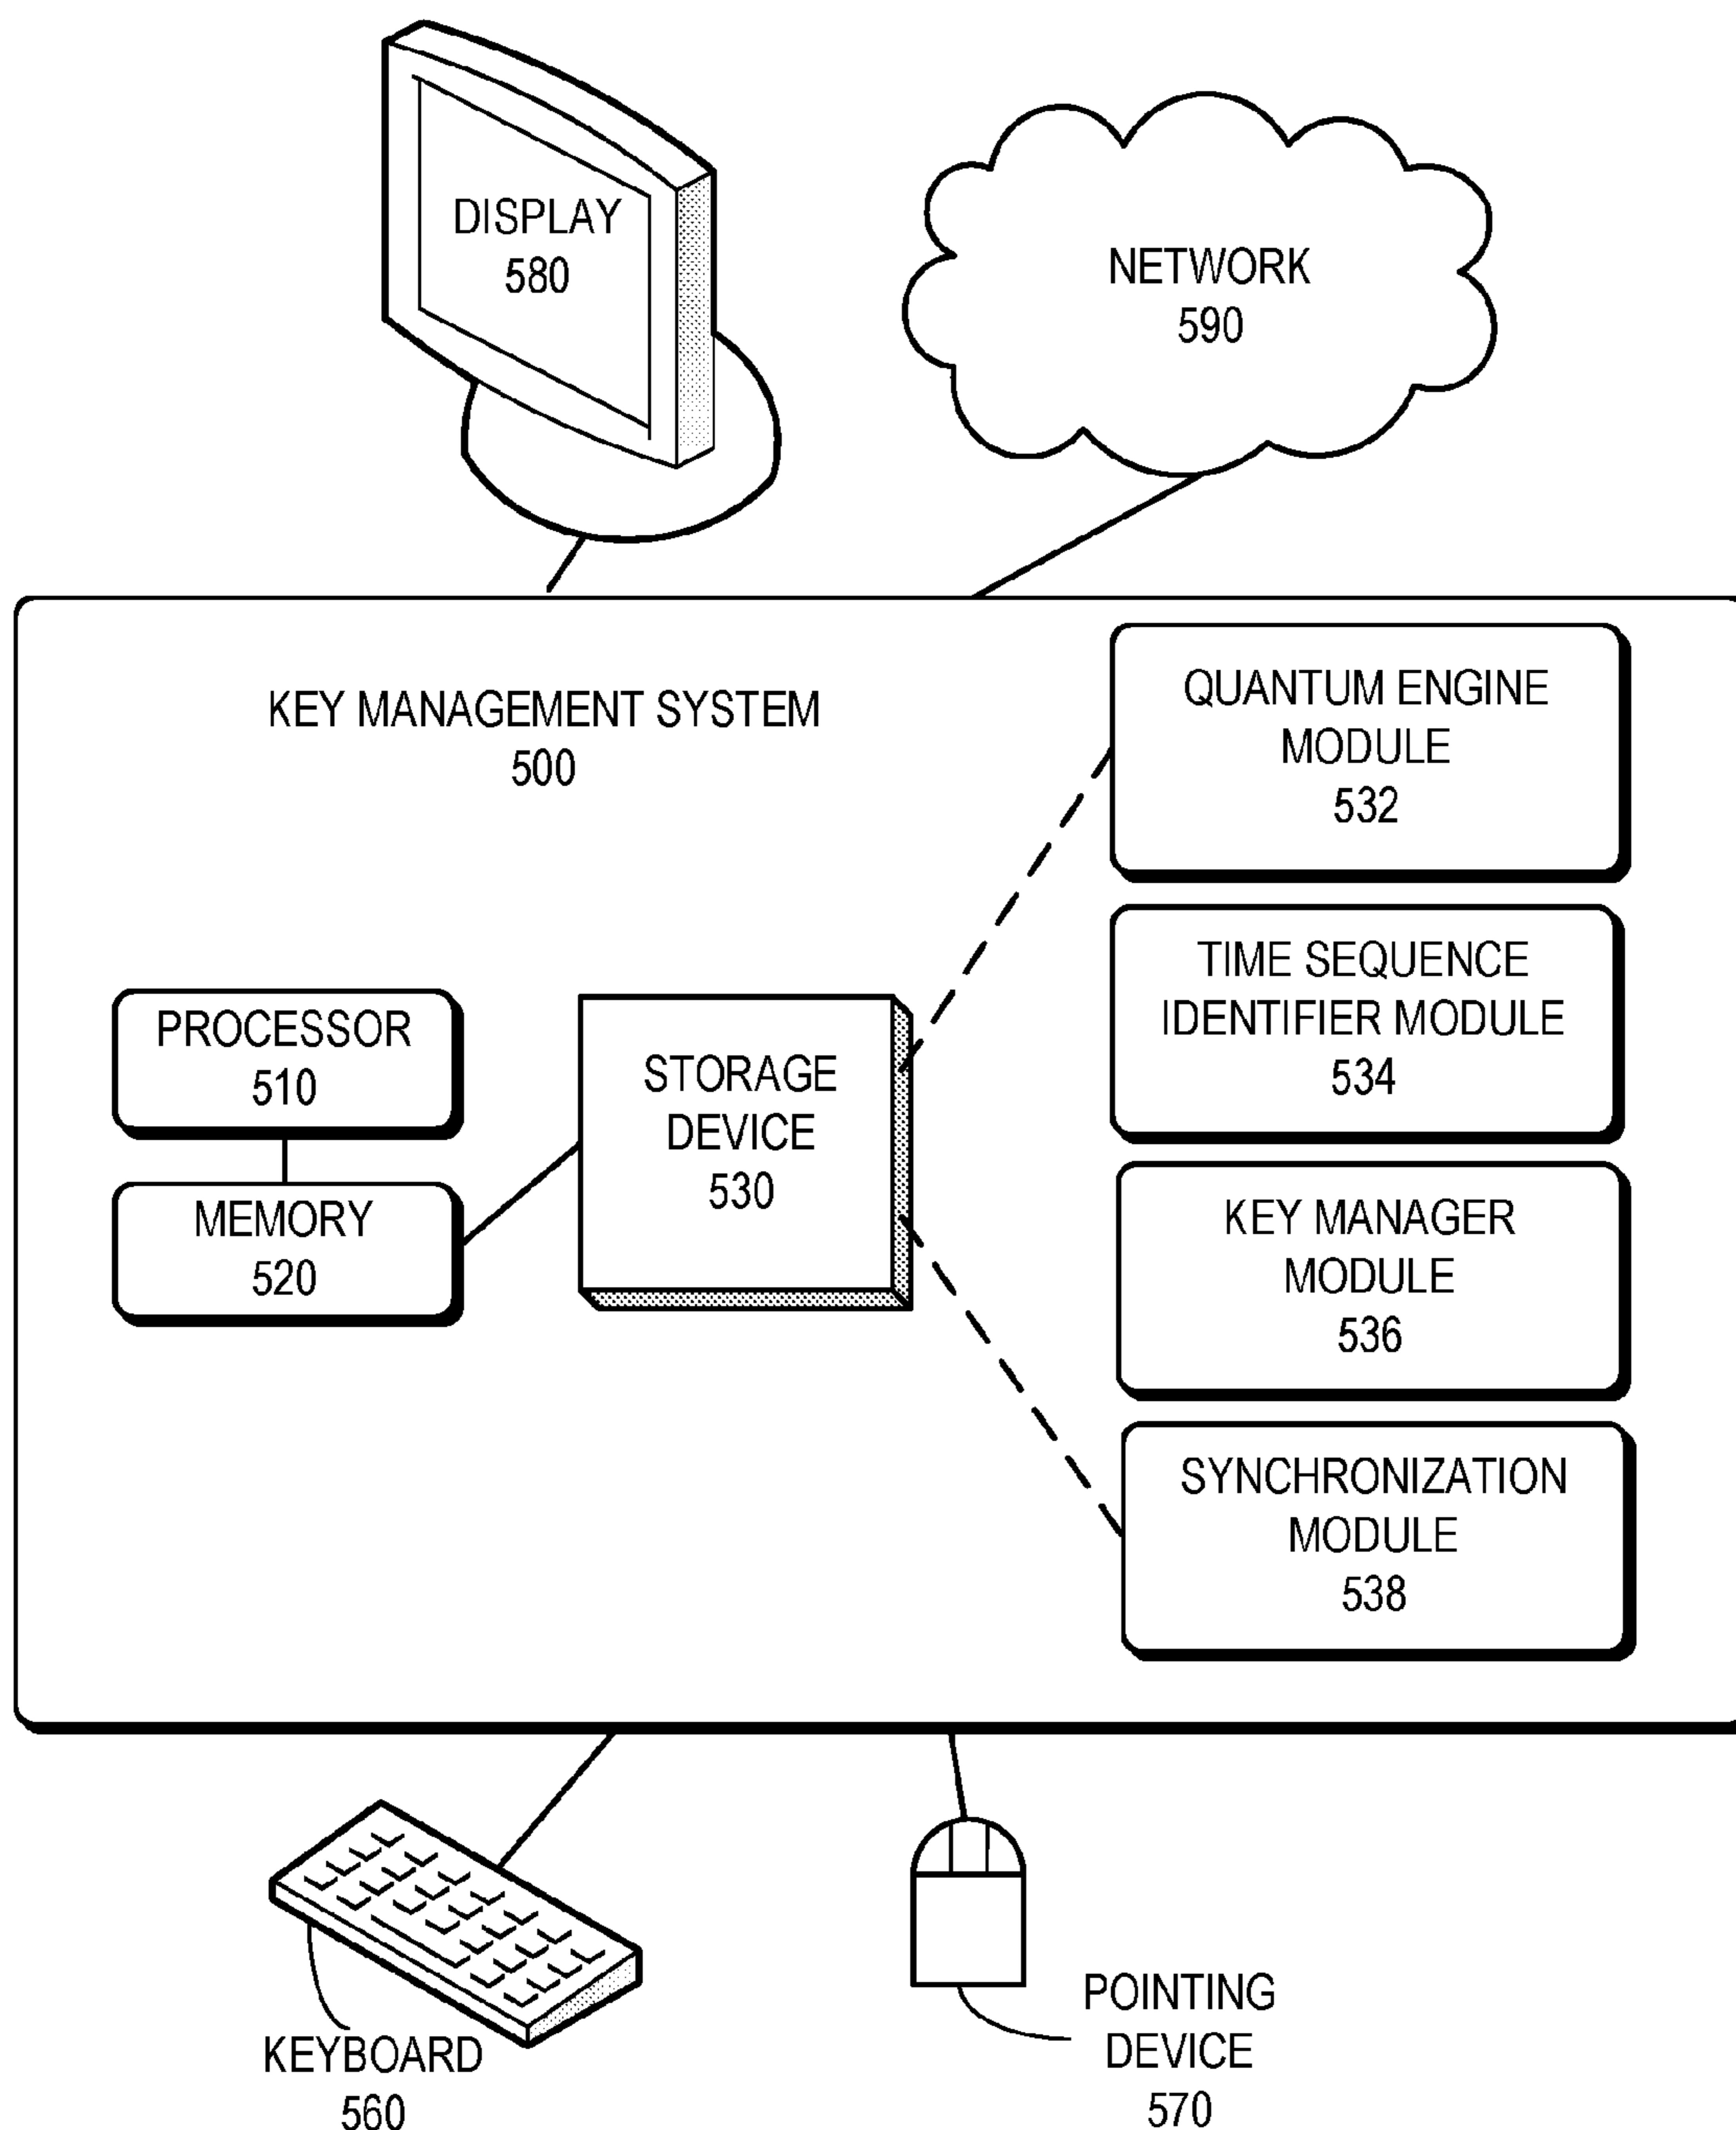 DISPLAY
580
NETWORK
590
KEY MANAGEMENT SYSTEM
500
QUANTUM ENGINE
MODULE
532
TIME SEQUENCE
IDENTIFIER MODULE
534
PROCESSOR
510
MEMORY
520
STORAGE
DEVICE
530
KEY MANAGER
MODULE
536
SYNCHRONIZATION
MODULE
538
KEYBOARD
560
POINTING
DEVICE
570